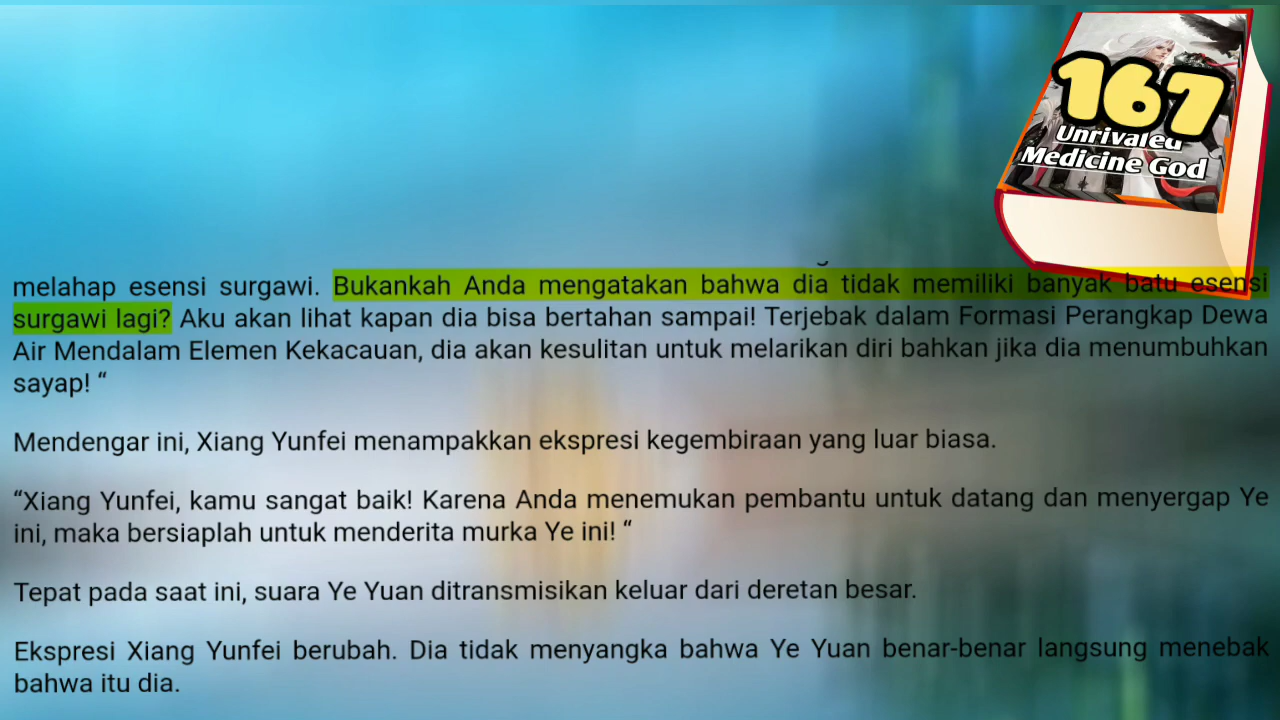 167
Unrivaled
Medicine God
melahap esensi surgawi. Bukankah Anda mengatakan bahwa dia tidak memiliki banyak batu esensi
surgawi lagi? Aku akan lihat kapan dia bisa bertahan sampai! Terjebak dalam Formasi Perangkap Dewa
Air Mendalam Elemen Kekacauan, dia akan kesulitan untuk melarikan diri bahkan jika dia menumbuhkan
sayap! “
Mendengar ini, Xiang Yunfei menampakkan ekspresi kegembiraan yang luar biasa.
“Xiang Yunfei, kamu sangat baik! Karena Anda menemukan pembantu untuk datang dan menyergap Ye
ini, maka bersiaplah untuk menderita murka Ye ini! “
Tepat pada saat ini, suara Ye Yuan ditransmisikan keluar dari deretan besar.
Ekspresi Xiang Yunfei berubah. Dia tidak menyangka bahwa Ye Yuan benar-benar langsung menebak
bahwa itu dia.